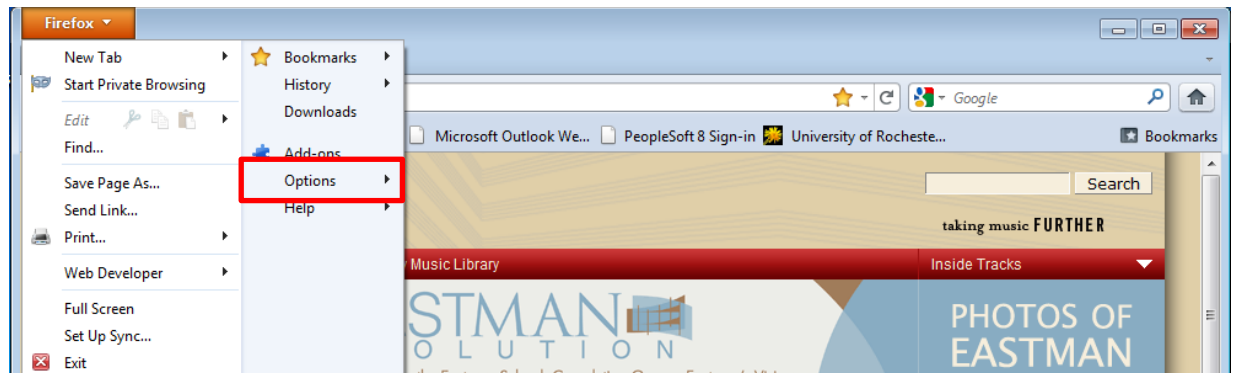 Firefox
New Tab
Start Private Browsing
Edit
Find...
Save Page As...
Send Link...
Print...
Web Developer
Full Screen
Set Up Sync...
Exit
Bookmarks
History
Downloads
Add-ons
Options
Help
Google
Microsoft Outlook We... PeopleSoft 8 Sign-in University of Rocheste... Bookmarks
Search
taking music FURTHER
Music Library Inside Tracks
PHOTOS OF
EASTMAN